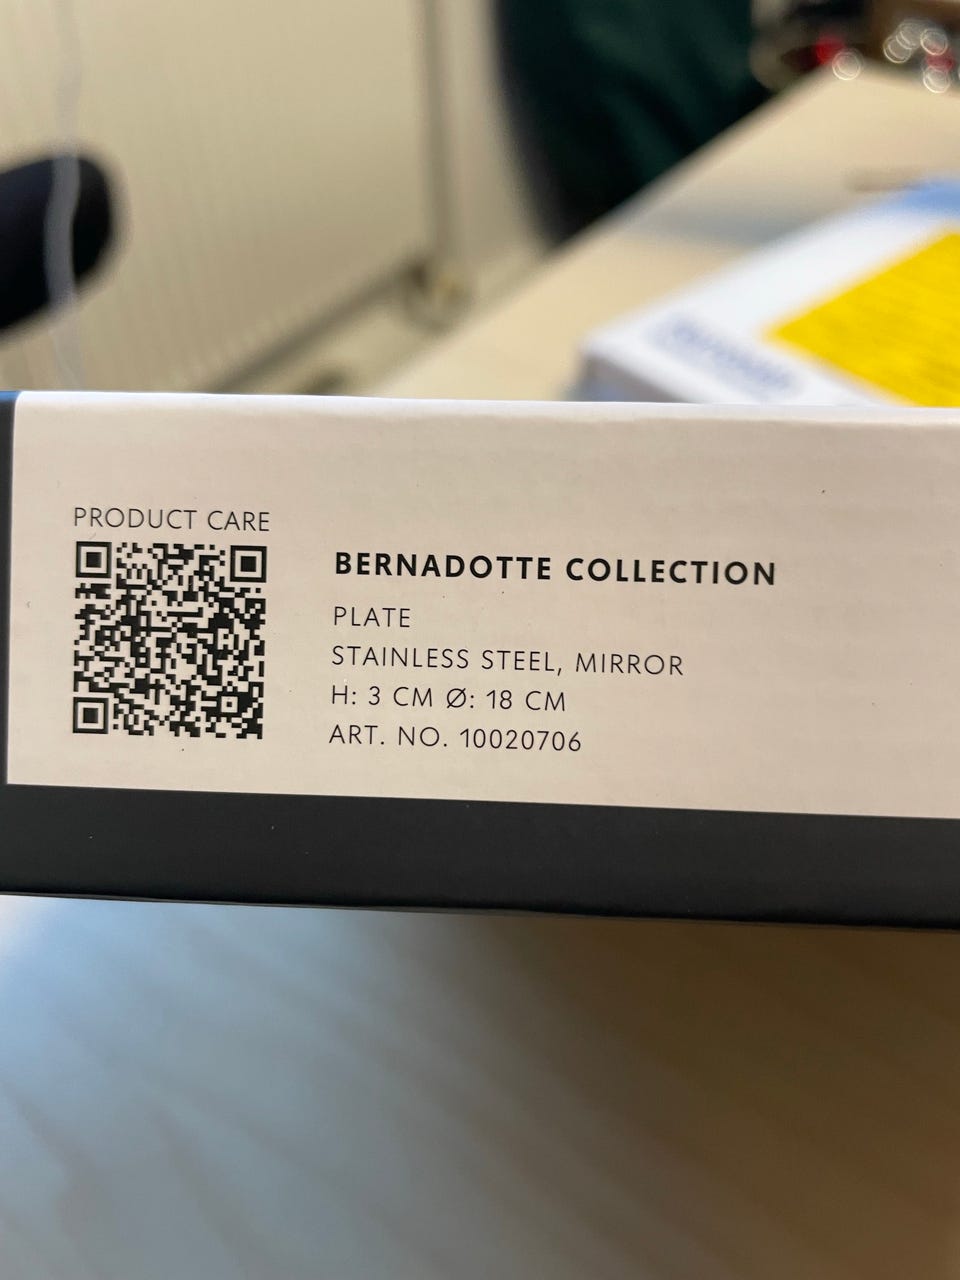 PRODUCT CARE
BERNADOTTE COLLECTION
PLATE
STAINLESS STEEL, MIRROR
H: 3 CM Ø: 18 CM
ART. NO. 10020706